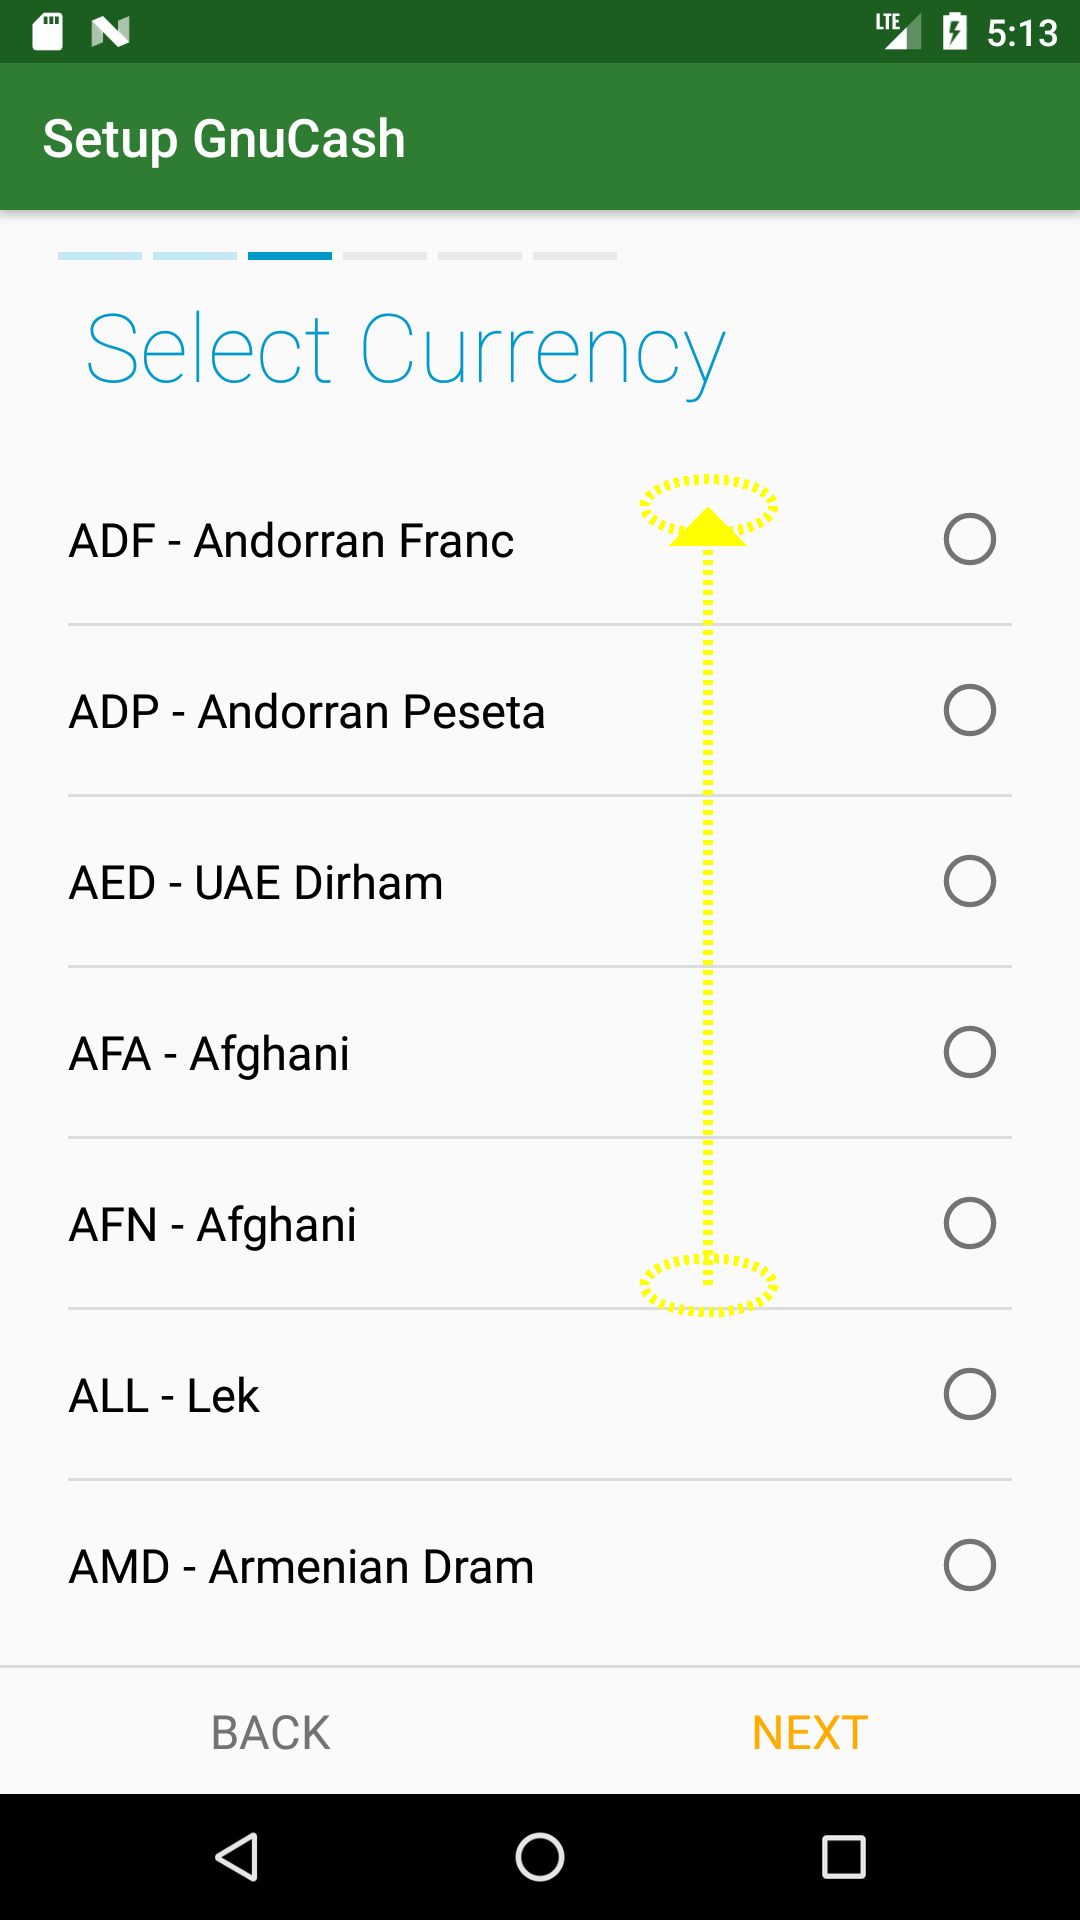 LTE 5:13
Setup GnuCash
Select Currency
ADF - Andorran Franc
ADP - Andorran Peseta
AED - UAE Dirham
AFA - Afghani
AFN - Afghani
ALL - Lek
AMD - Armenian Dram
BACK NEXT